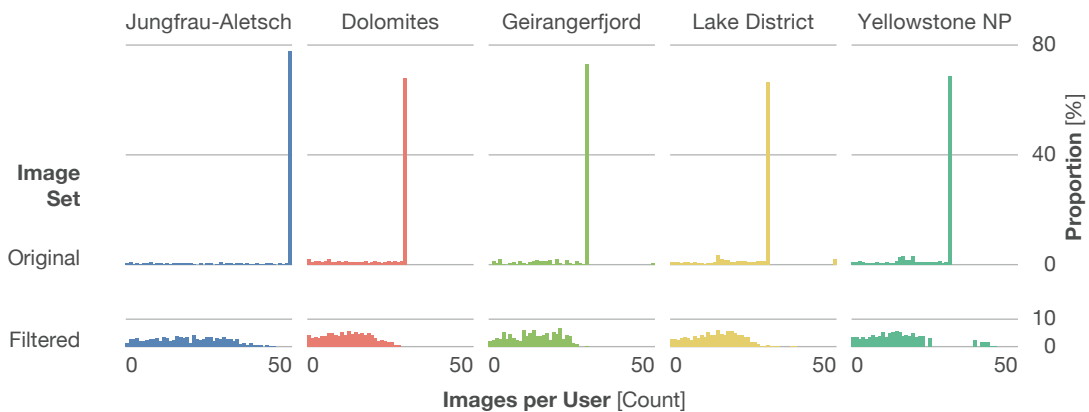 Jungfrau-Aletsch Dolomites Geirangerfjord Lake District Yellowstone NP
80
40
Proportion [%]
Image
Set
Original 0
10
Filtered 0
0 50 0 50 0 50 0 50 0 50
Images per User [Count]